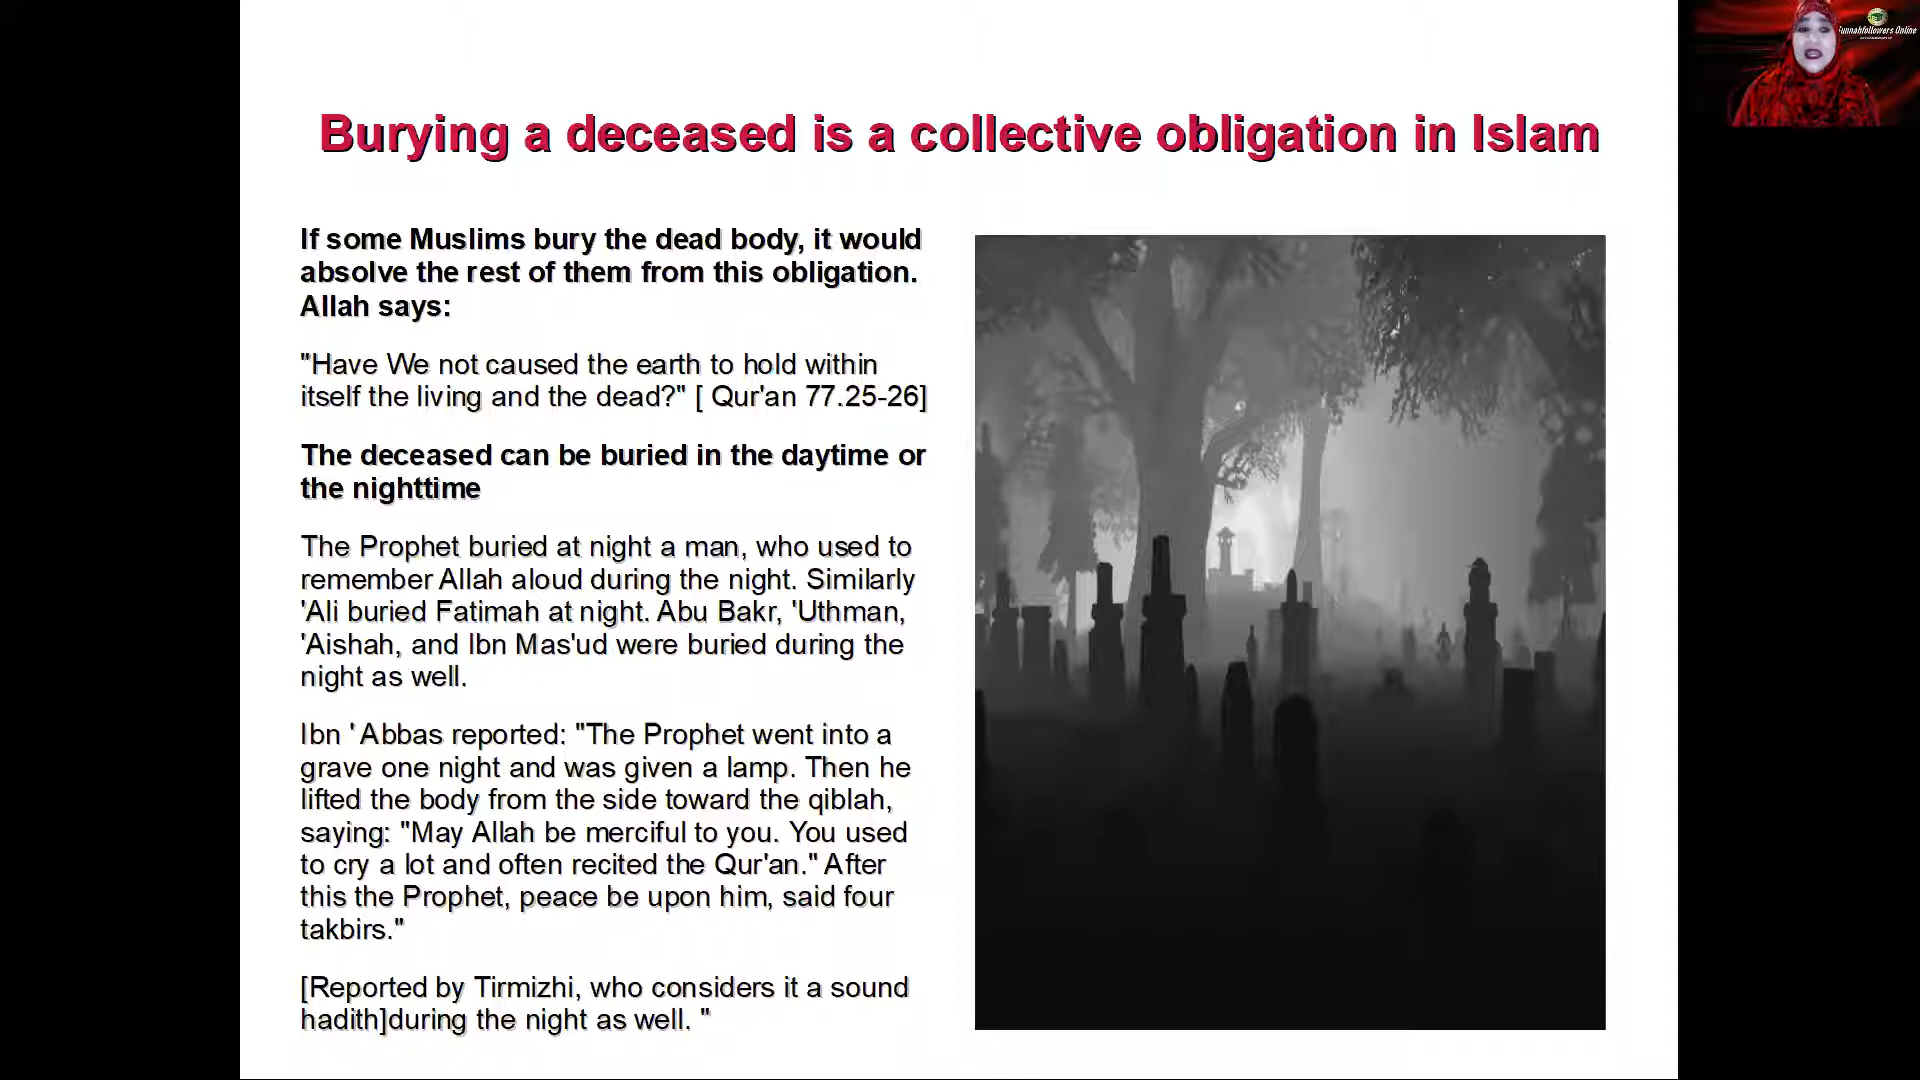 Burying a deceased is a collective obligation in Islam
If some Muslims bury the dead body, it would
absolve the rest of them from this obligation.
Allah says:
"Have We not caused the earth to hold within
itself the living and the dead?" [ Qur'an 77.25-26]
The deceased can be buried in the daytime or
the nighttime
The Prophet buried at night a man, who used to
remember Allah aloud during the night. Similarly
'Ali buried Fatimah at night. Abu Bakr, 'Uthman,
'Aishah, and Ibn Mas'ud were buried during the
night as well.
Ibn ' Abbas reported: "The Prophet went into a
grave one night and was given a lamp. Then he
lifted the body from the side toward the qiblah,
saying: "May Allah be merciful to you. You used
to cry a lot and often recited the Qur'an." After
this the Prophet, peace be upon him, said four
takbirs."
[Reported by Tirmizhi, who considers it a sound
hadith]during the night as well. "
unnahfollowers Online